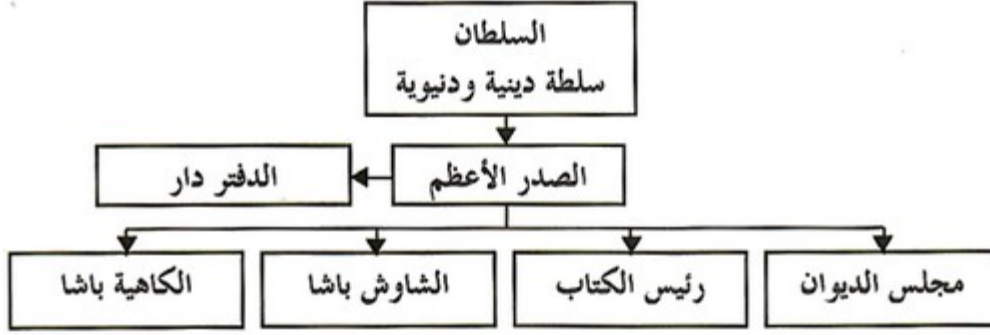 السلطان
سلطة دينية ودنيوية
الصدر الأعظم
الدفتر دار
مجلس الديوان
رئيس الكتاب
الشاوش باشا
الكاهية باشا